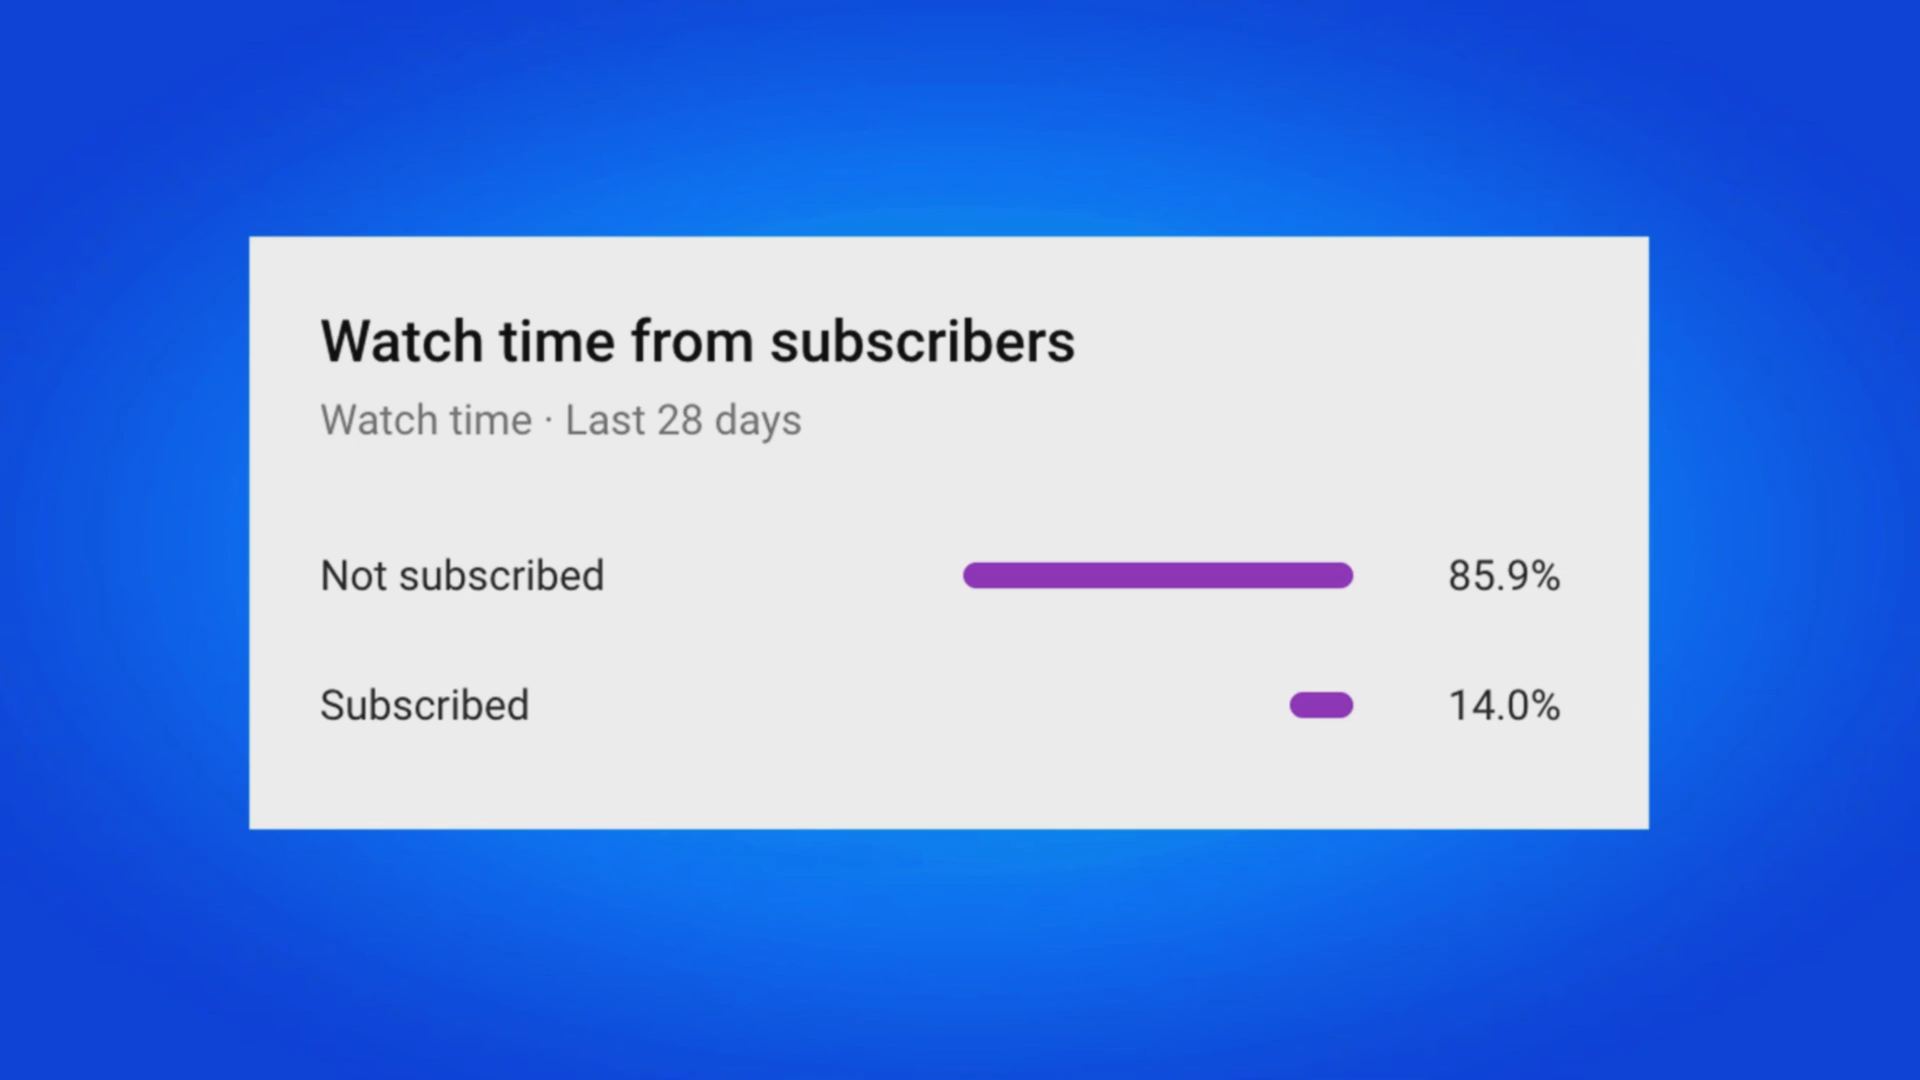 Watch time from subscribers
Watch time · Last 28 days
Not subscribed 85.9%
Subscribed 14.0%